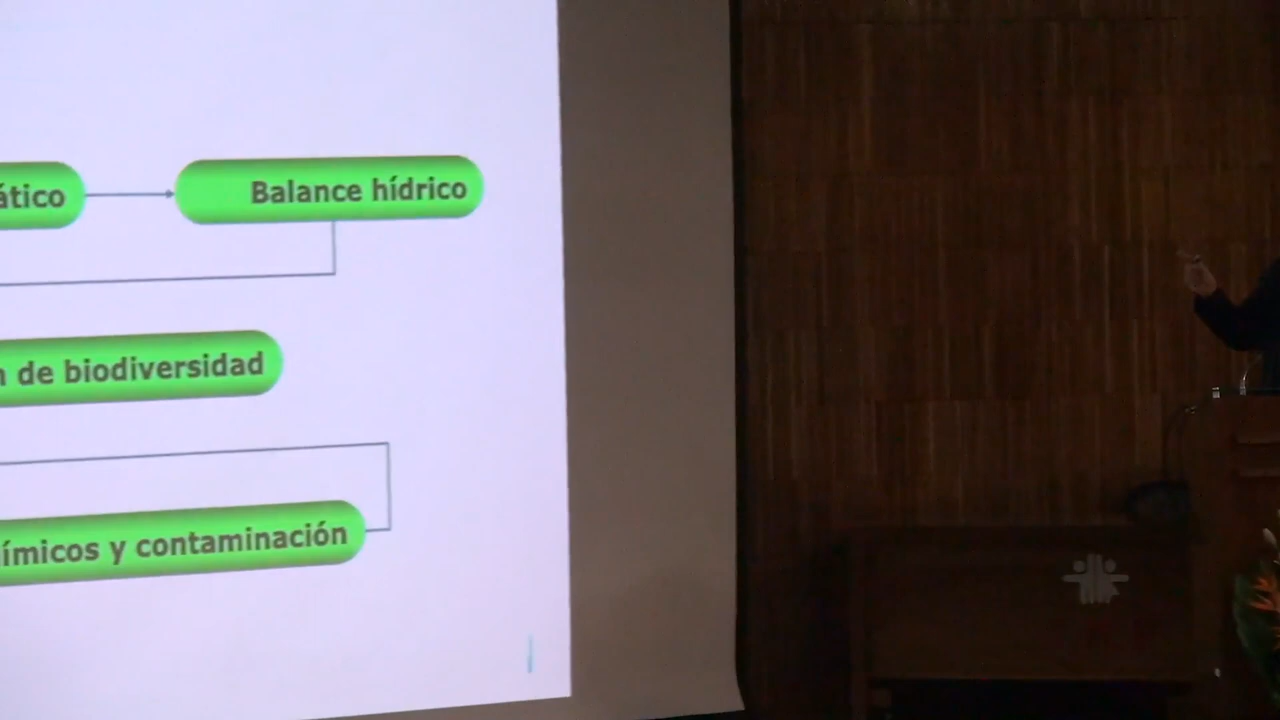 ático
Balance hídrico
n de biodiversidad
ímicos y contaminación